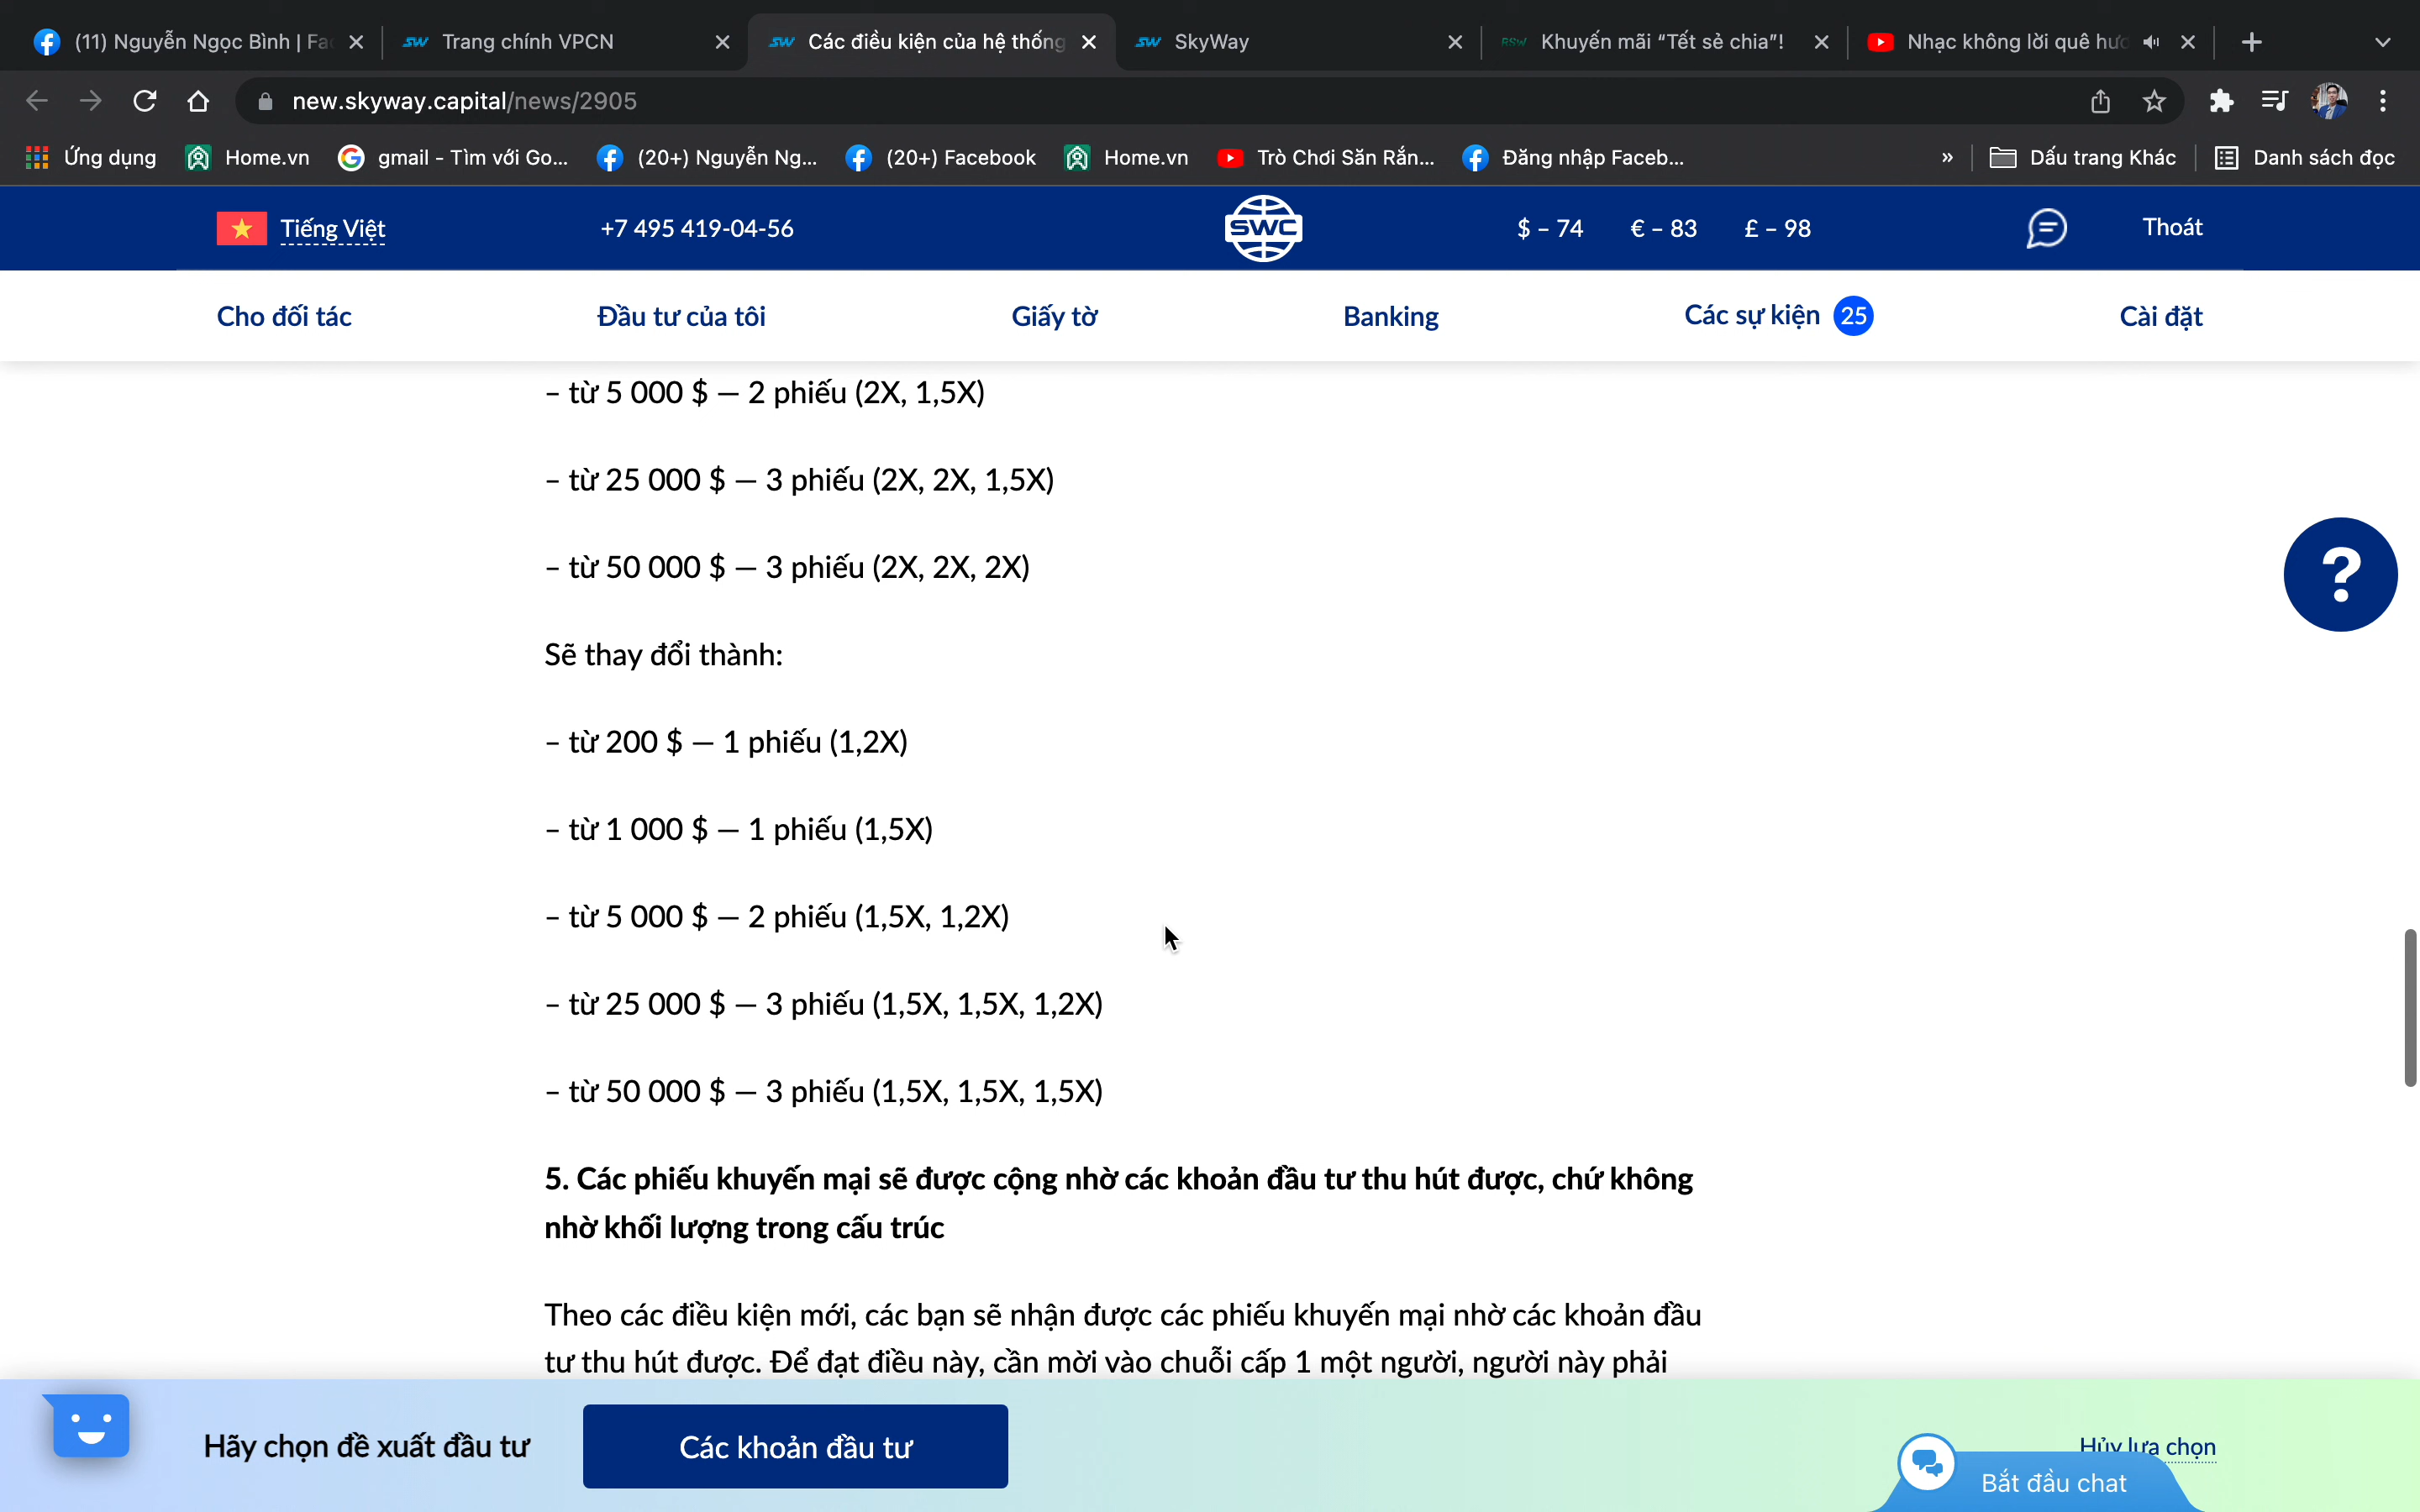 (11) Nguyễn Ngọc Bình | Fa
Trang chính VPCN
Các điều kiện của hệ thống
SkyWay
Khuyến mãi “Tết sẻ chia”!
Nhạc không lời quê hươ
new.skyway.capital/news/2905
Ứng dụng
Home.vn
gmail - Tìm với Go...
(20+) Nguyễn Ng...
(20+) Facebook
Home.vn
Trò Chơi Săn Rắn...
Đăng nhập Faceb...
»
Dấu trang Khác
Danh sách đọc
Tiếng Việt
+7 495 419-04-56
SWC
$ – 74
€ – 83
£ – 98
Thoát
Cho đối tác
Đầu tư của tôi
Giấy tờ
Banking
Các sự kiện 25
Cài đặt
– từ 5 000 $ — 2 phiếu (2X, 1,5X)
– từ 25 000 $ — 3 phiếu (2X, 2X, 1,5X)
– từ 50 000 $ — 3 phiếu (2X, 2X, 2X)
?
Sẽ thay đổi thành:
– từ 200 $ — 1 phiếu (1,2X)
– từ 1 000 $ — 1 phiếu (1,5X)
– từ 5 000 $ — 2 phiếu (1,5X, 1,2X)
– từ 25 000 $ — 3 phiếu (1,5X, 1,5X, 1,2X)
– từ 50 000 $ — 3 phiếu (1,5X, 1,5X, 1,5X)
5. Các phiếu khuyến mại sẽ được cộng nhờ các khoản đầu tư thu hút được, chứ không
nhờ khối lượng trong cấu trúc
Theo các điều kiện mới, các bạn sẽ nhận được các phiếu khuyến mại nhờ các khoản đầu
tư thu hút được. Để đạt điều này, cần mời vào chuỗi cấp 1 một người, người này phải
Hãy chọn đề xuất đầu tư
Các khoản đầu tư
Hủy lựa chọn
Bắt đầu chat